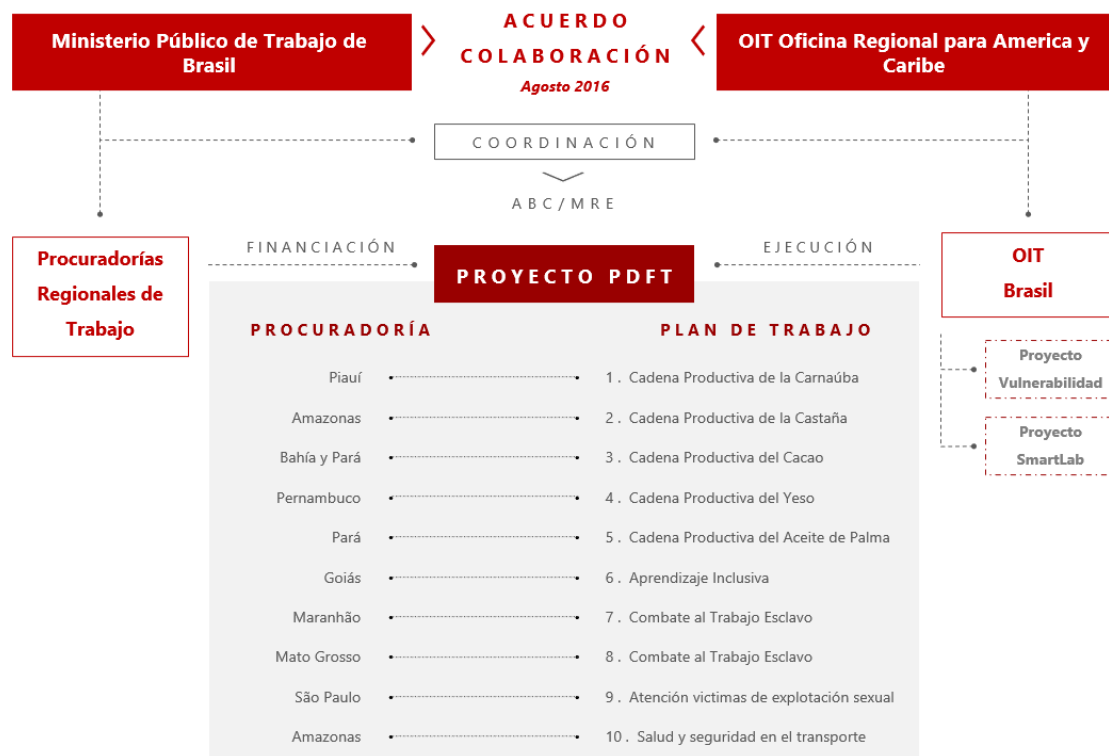 Ministerio Público de Trabajo de
Brasil
ACUERDO
COLABORACIÓN
Agosto 2016
OIT Oficina Regional para America y
Caribe
COORDINACIÓN
ABC/MRE
Procuradorías
Regionales de
Trabajo
FINANCIACIÓN
PROYECTO PDFT
EJECUCIÓN
OIT
Brasil
Proyecto
Vulnerabilidad
Proyecto
SmartLab
PROCURADORÍA PLAN DE TRABAJO
Piauí 1. Cadena Productiva de la Carnaúba
Amazonas 2. Cadena Productiva de la Castaña
Bahía y Pará 3. Cadena Productiva del Cacao
Pernambuco 4. Cadena Productiva del Yeso
Pará 5. Cadena Productiva del Aceite de Palma
Goiás 6. Aprendizaje Inclusiva
Maranhão 7. Combate al Trabajo Esclavo
Mato Grosso 8. Combate al Trabajo Esclavo
São Paulo 9. Atención victimas de explotación sexual
Amazonas 10. Salud y seguridad en el transporte